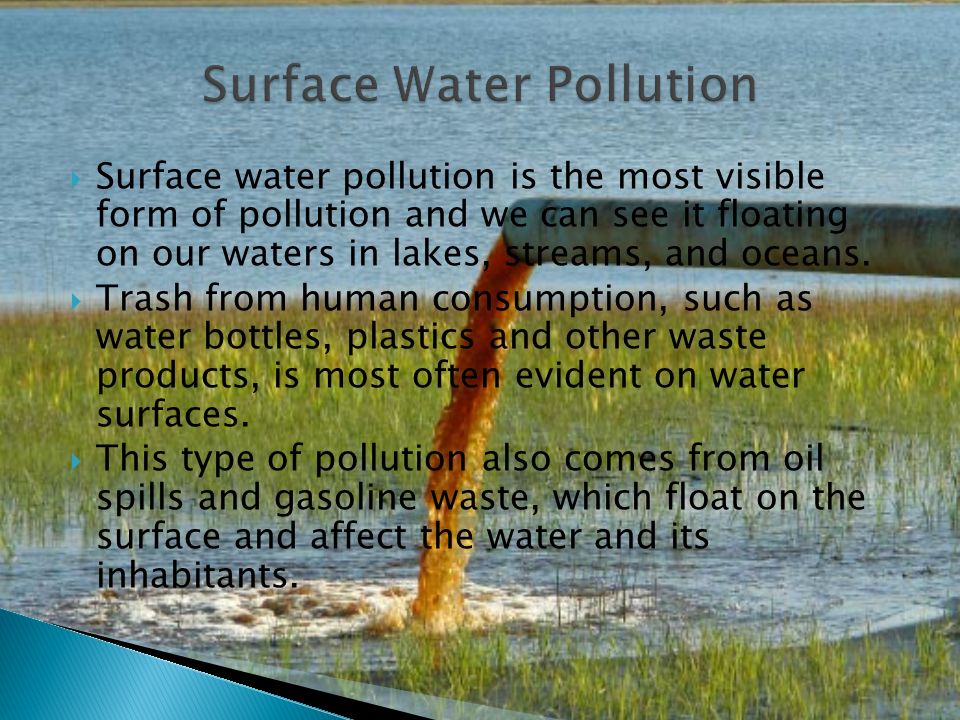 Surface Water Pollution
Surface water pollution is the most visible
form of pollution and we can see it floating
on our waters in lakes, streams, and oceans.
Trash from human consumption, such as
water bottles, plastics and other waste
products, is most often evident on water
surfaces.
This type of pollution also comes from oil
spills and gasoline waste, which float on the
surface and affect the water and its
inhabitants.